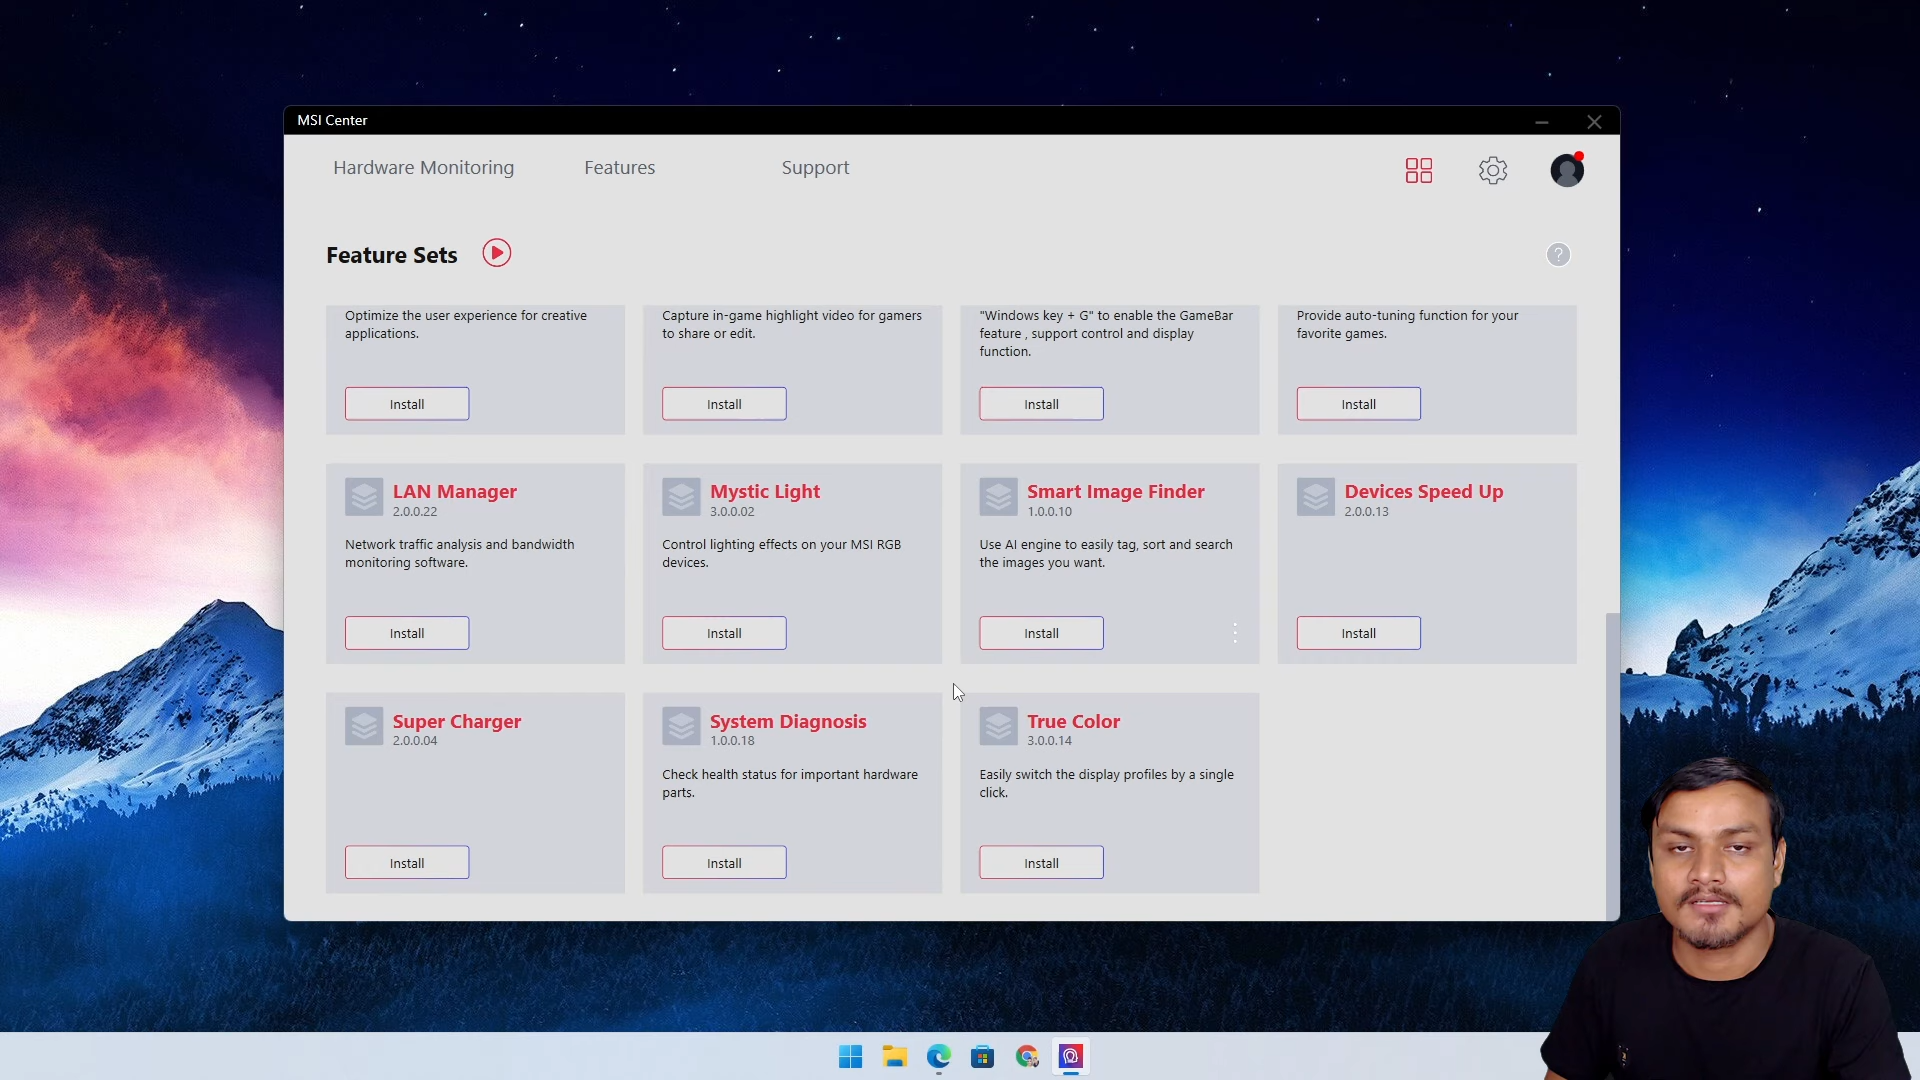 MSI Center
Hardware Monitoring
Features
Support
Feature Sets
?
Optimize the user experience for creative
applications.
Install
Capture in-game highlight video for gamers
to share or edit.
Install
"Windows key + G" to enable the GameBar
feature , support control and display
function.
Install
Provide auto-tuning function for your
favorite games.
Install
LAN Manager
2.0.0.22
Network traffic analysis and bandwidth
monitoring software.
Install
Mystic Light
3.0.0.02
Control lighting effects on your MSI RGB
devices.
Install
Smart Image Finder
1.0.0.10
Use AI engine to easily tag, sort and search
the images you want.
Install
Devices Speed Up
2.0.0.13
Install
Super Charger
2.0.0.04
Install
System Diagnosis
1.0.0.18
Check health status for important hardware
parts.
Install
True Color
3.0.0.14
Easily switch the display profiles by a single
click.
Install